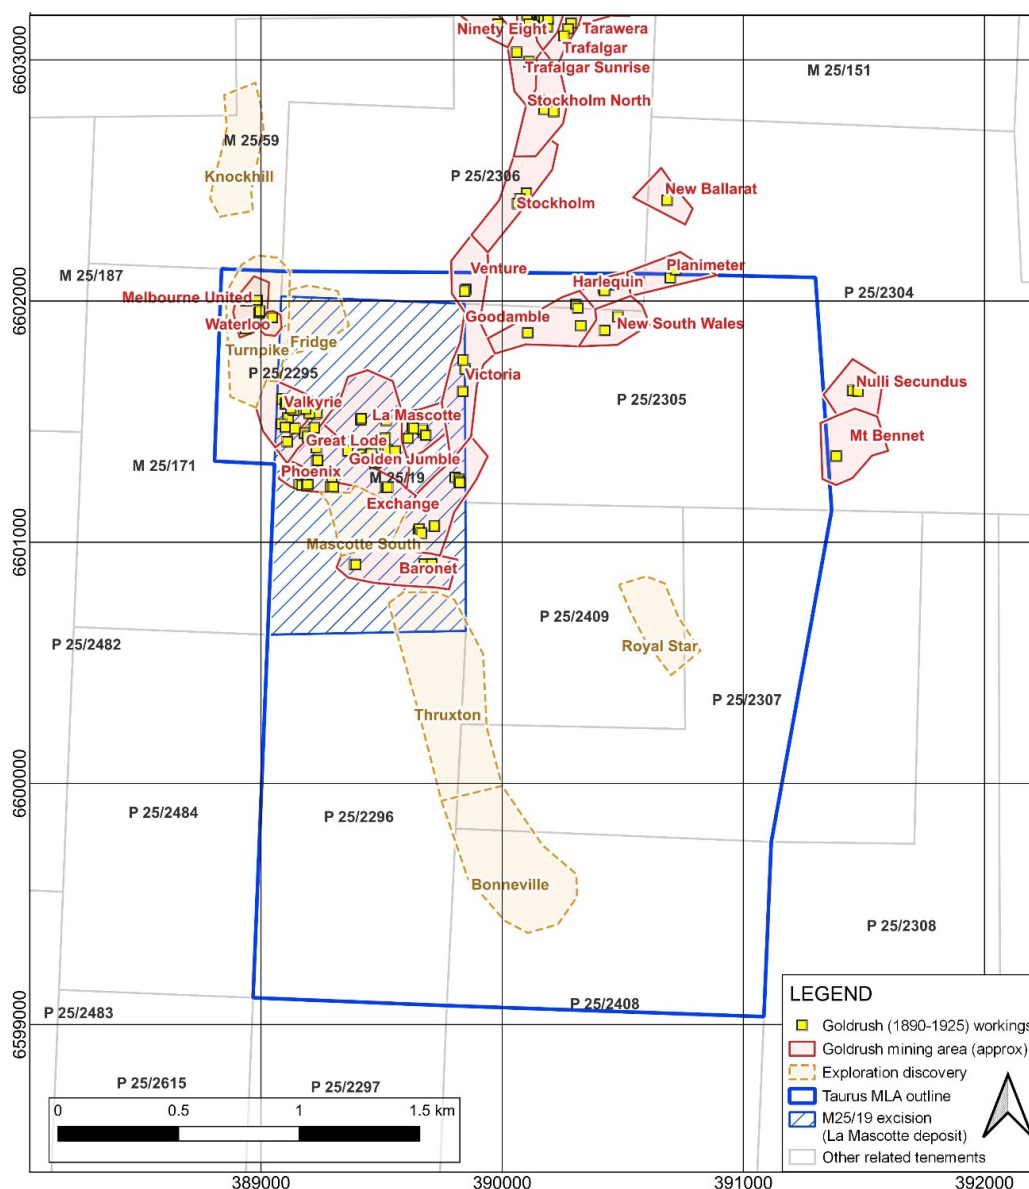 Ninety Eight
Tarawera
6603000
Trafalgar
Trafalgar Sunrise
M 25/151
Stockholm North
M 25/59
Knockhill
P 25/2306
New Ballarat
Stockholm
M 25/187
Venture
Planimeter
Harlequin
P 25/2304
Melbourne United
6602000
Waterloo
Goodamble
New South Wales
Turnpike
Fridge
P 25/2295
Victoria
Nulli Secundus
Valkyrie
P 25/2305
La Mascotte
Mt Bennet
Great Lode
Golden Jumble
M 25/171
Phoenix
M 25/19
Exchange
6601000
Mascotte South
Baronet
P 25/2409
P 25/2482
Royal Star
P 25/2307
Thruxton
6600000
P 25/2484
P 25/2296
Bonneville
P 25/2308
6599000
P 25/2483
P 25/2408
P 25/2615
P 25/2297
0
0.5
1
1.5 km
LEGEND
Goldrush (1890-1925) workings
Goldrush mining area (approx)
Exploration discovery
Taurus MLA outline
M25/19 excision
(La Mascotte deposit)
Other related tenements
389000
390000
391000
392000